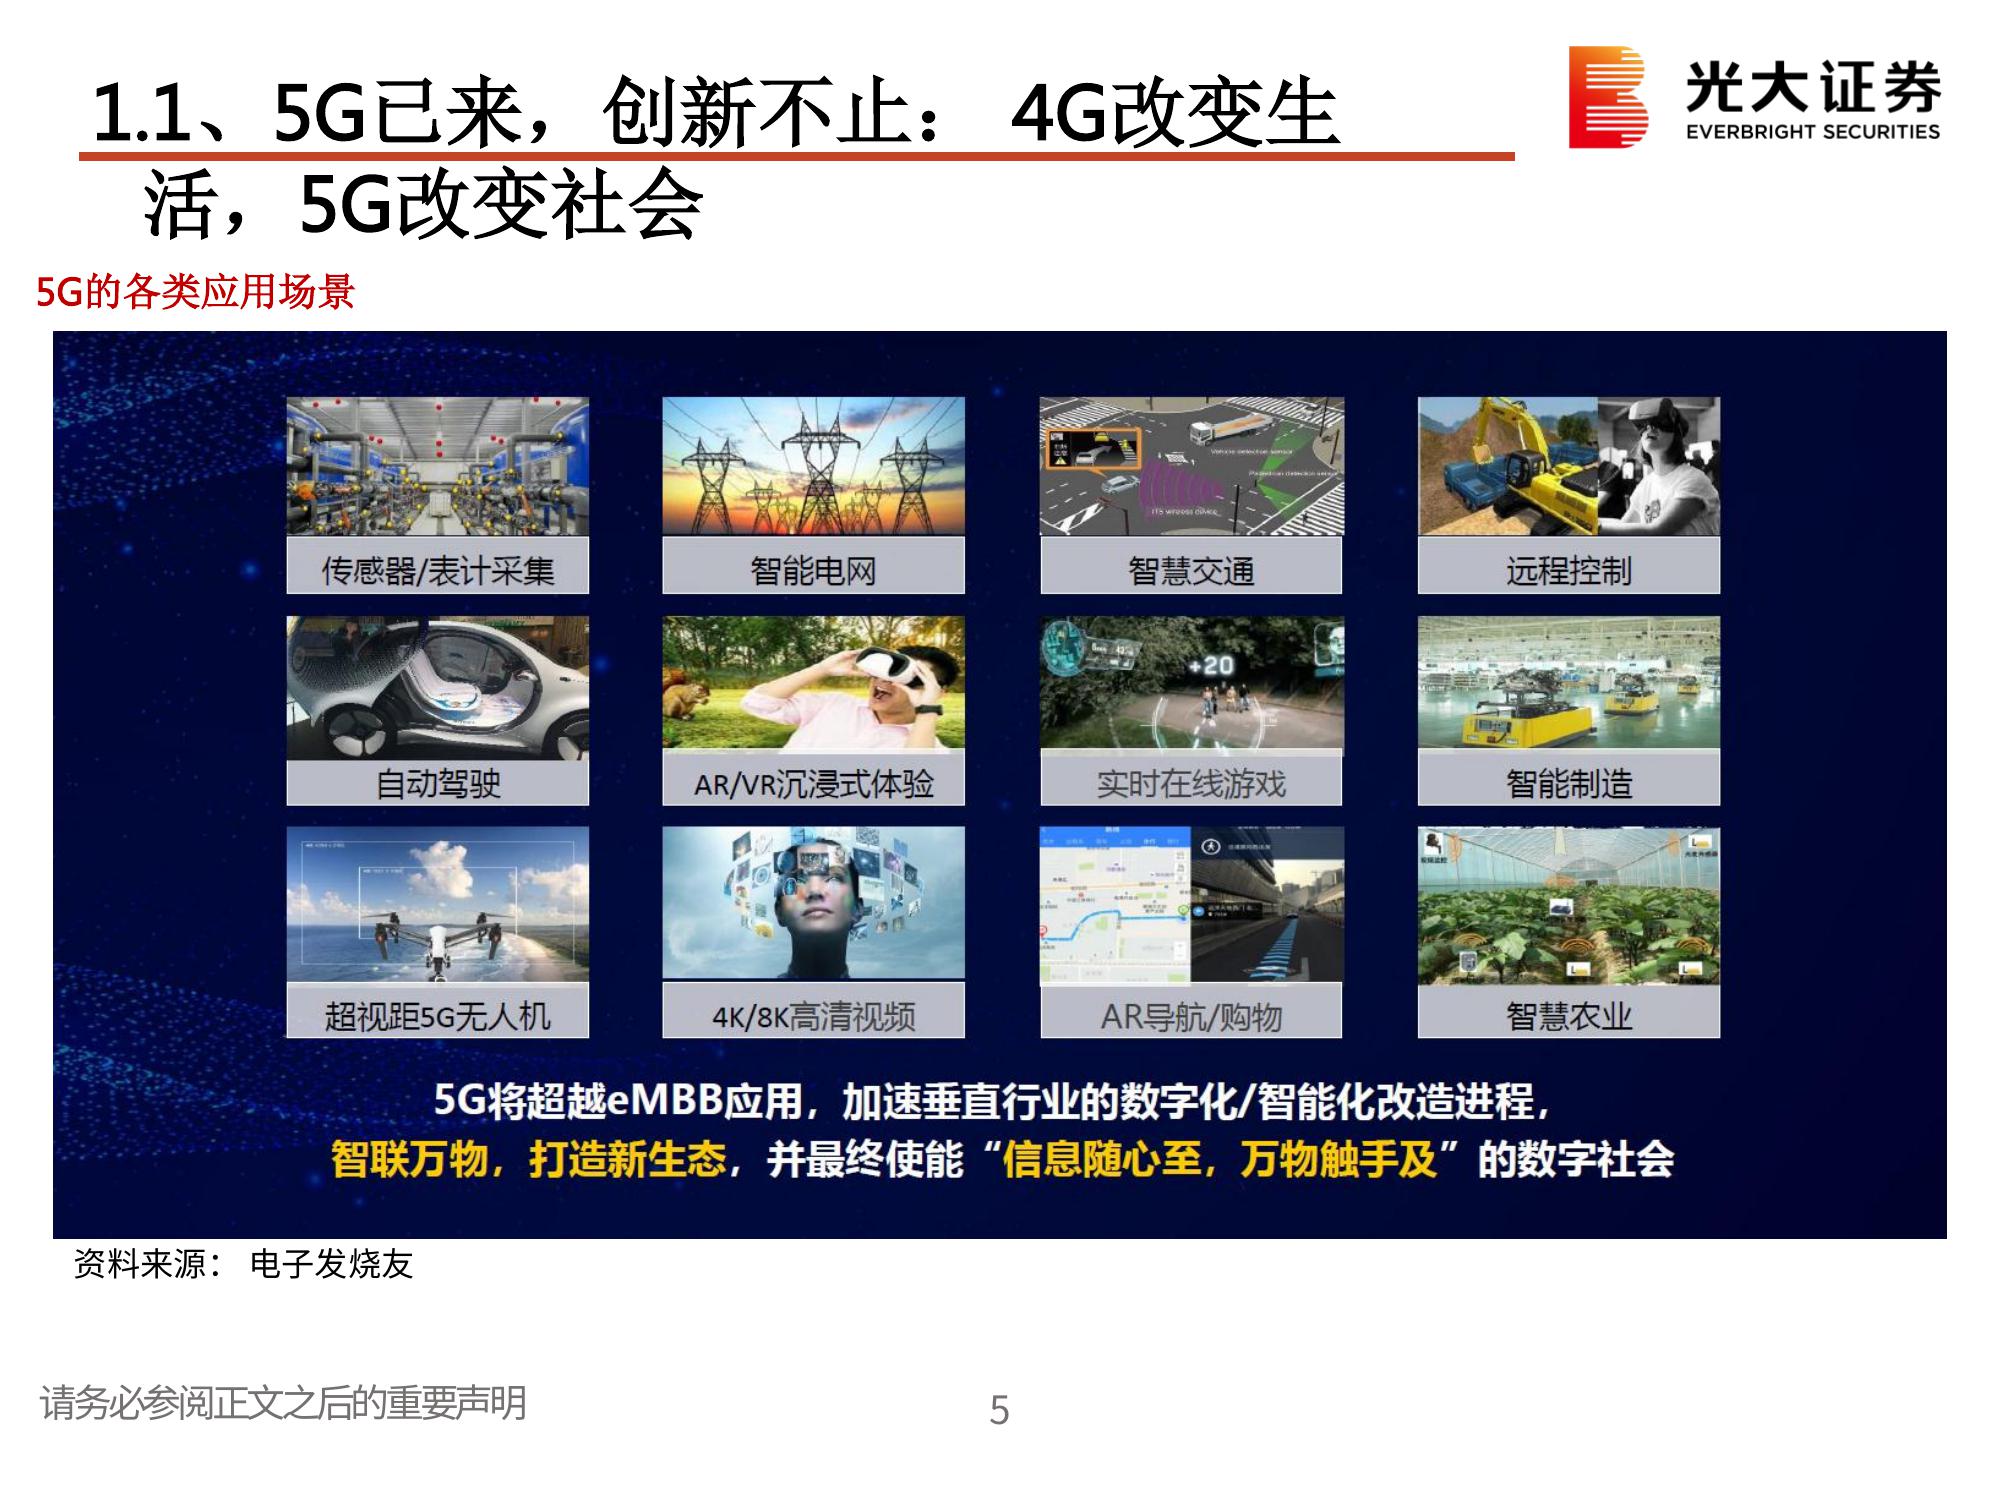 1.1、5G已来，创新不止： 4G改变生
活，5G改变社会
光大证券
EVERBRIGHT SECURITIES
5G的各类应用场景
Vehicle detection sensor
Pedestrian detection sensor
ITS wireless device
传感器/表计采集
智能电网
智慧交通
远程控制
+20
自动驾驶
AR/VR沉浸式体验
实时在线游戏
智能制造
超视距5G无人机
4K/8K高清视频
AR导航/购物
智慧农业
5G将超越eMBB应用，加速垂直行业的数字化/智能化改造进程，
智联万物，打造新生态，并最终使能“信息随心至，万物触手及”的数字社会
资料来源： 电子发烧友
请务必参阅正文之后的重要声明
5